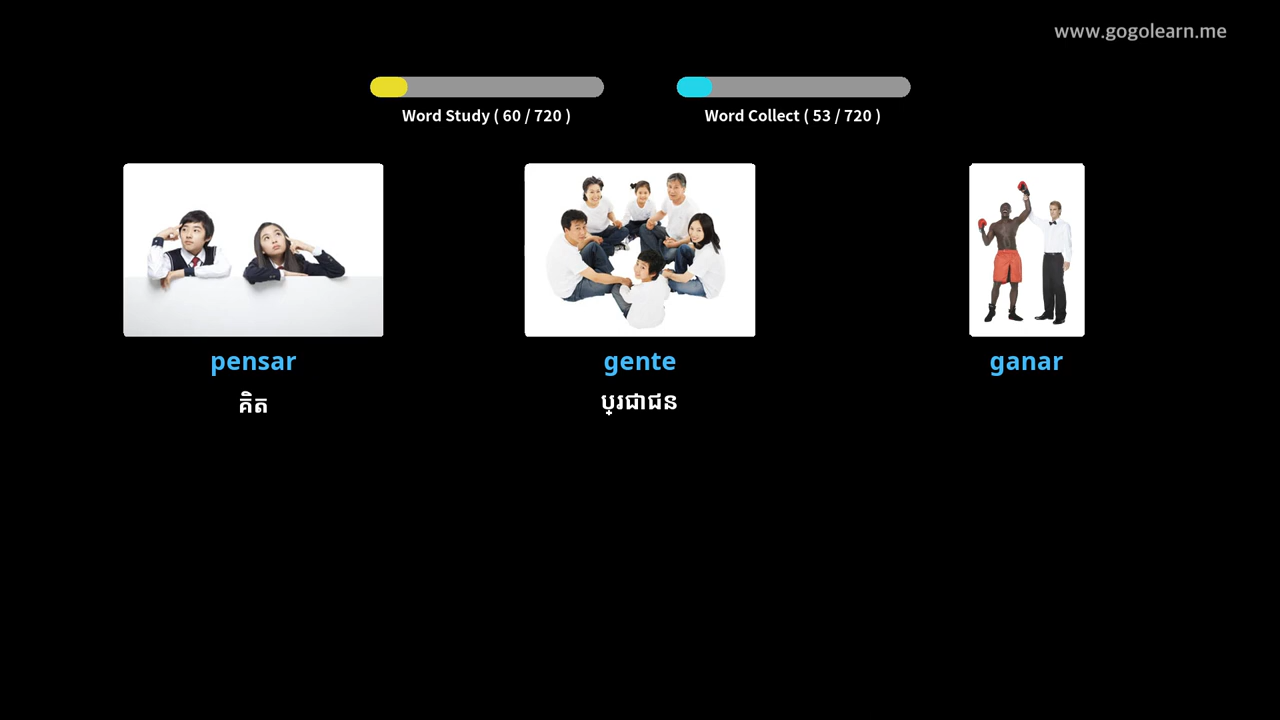 www.gogolearn.me
Word Study ( 60 / 720 )
Word Collect ( 53 / 720 )
pensar
gente
ganar
គិត
ប្រជាជន